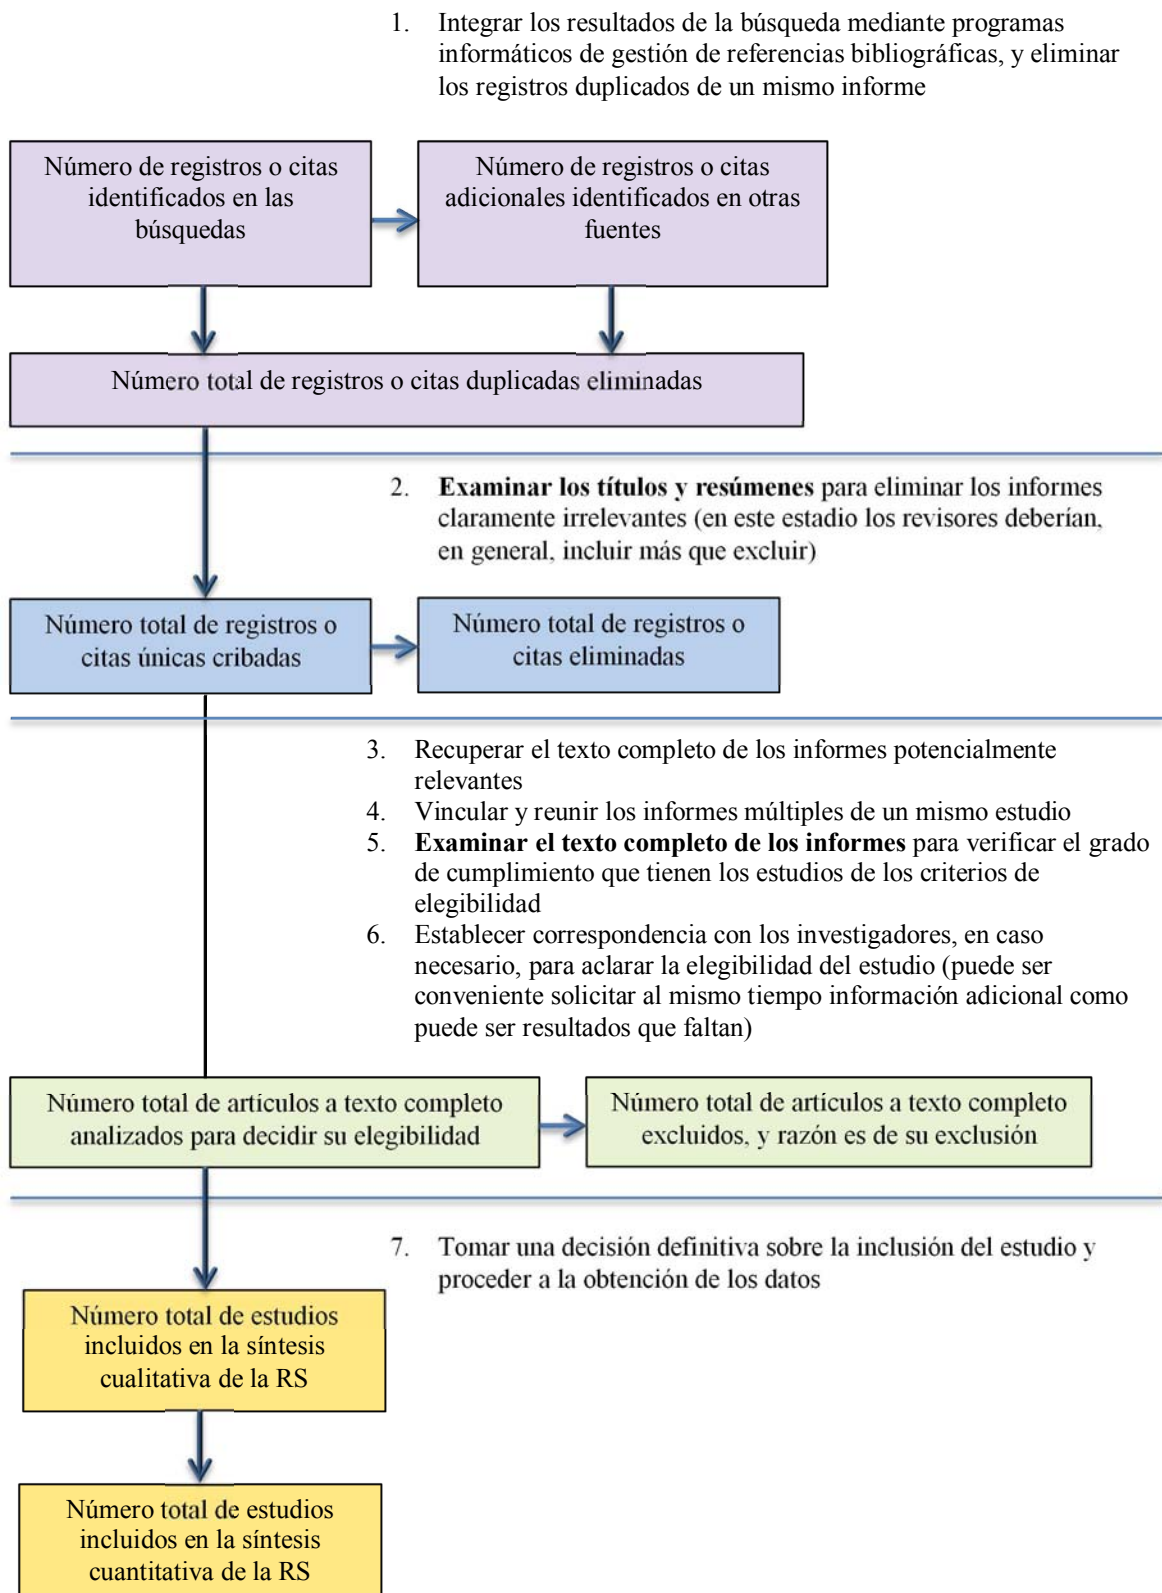 1. Integrar los resultados de la búsqueda mediante programas
informáticos de gestión de referencias bibliográficas, y eliminar
los registros duplicados de un mismo informe
Número de registros o citas
identificados en las
búsquedas
Número de registros o citas
adicionales identificados en otras
fuentes
Número total de registros o citas duplicadas eliminadas
2. Examinar los títulos y resúmenes para eliminar los informes
claramente irrelevantes (en este estadio los revisores deberían,
en general, incluir más que excluir)
Número total de registros o
citas únicas cribadas
Número total de registros o
citas eliminadas
3. Recuperar el texto completo de los informes potencialmente
relevantes
4. Vincular y reunir los informes múltiples de un mismo estudio
5. Examinar el texto completo de los informes para verificar el grado
de cumplimiento que tienen los estudios de los criterios de
elegibilidad
6. Establecer correspondencia con los investigadores, en caso
necesario, para aclarar la elegibilidad del estudio (puede ser
conveniente solicitar al mismo tiempo información adicional como
puede ser resultados que faltan)
Número total de artículos a texto completo
analizados para decidir su elegibilidad
Número total de artículos a texto completo
excluidos, y razón es de su exclusión
7. Tomar una decisión definitiva sobre la inclusión del estudio y
proceder a la obtención de los datos
Número total de estudios
incluidos en la síntesis
cualitativa de la RS
Número total de estudios
incluidos en la síntesis
cuantitativa de la RS